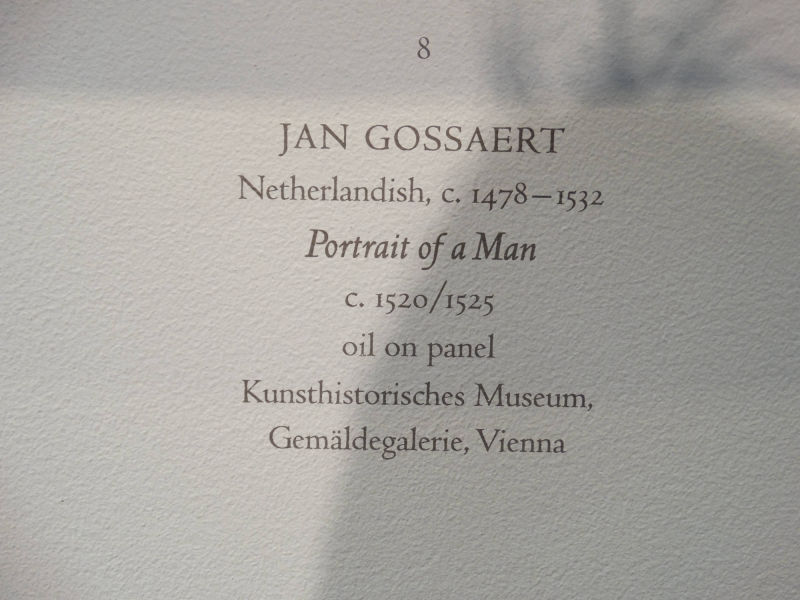 8
JAN GOSSAERT
Netherlandish, c. 1478–1532
Portrait of a Man
c. 1520/1525
oil on panel
Kunsthistorisches Museum,
Gemäldegalerie, Vienna